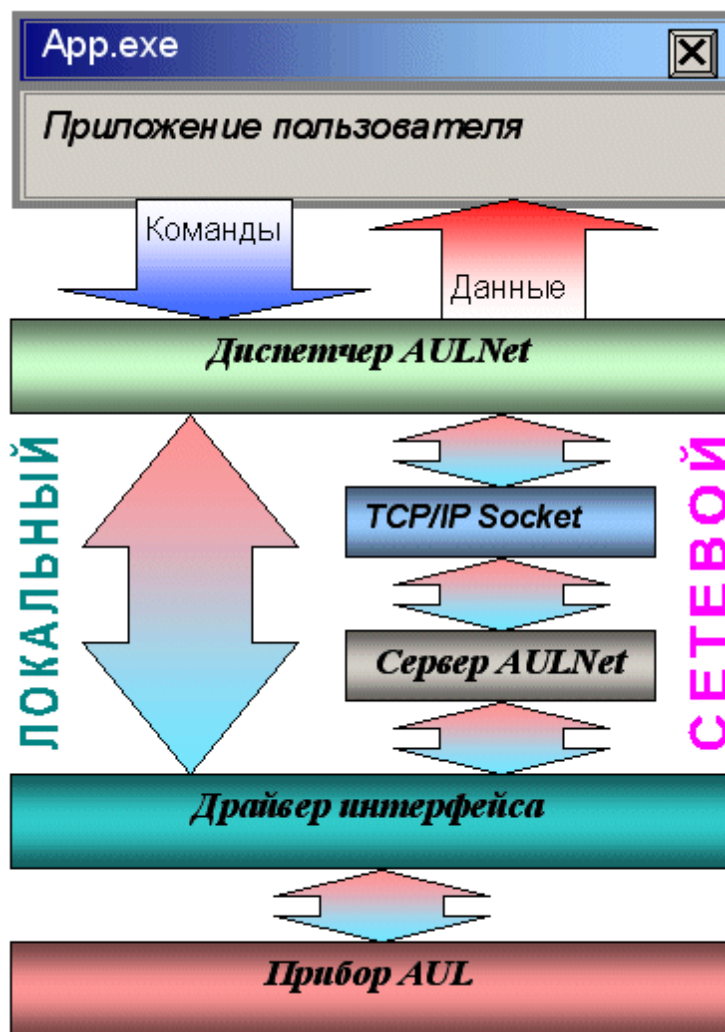 App.exe
Приложение пользователя
Команды
Данные
Диспетчер AULNet
ЛОКАЛЬНЫЙ
СЕТЕВОЙ
TCP/IP Socket
Сервер AULNet
Драйвер интерфейса
Прибор AUL